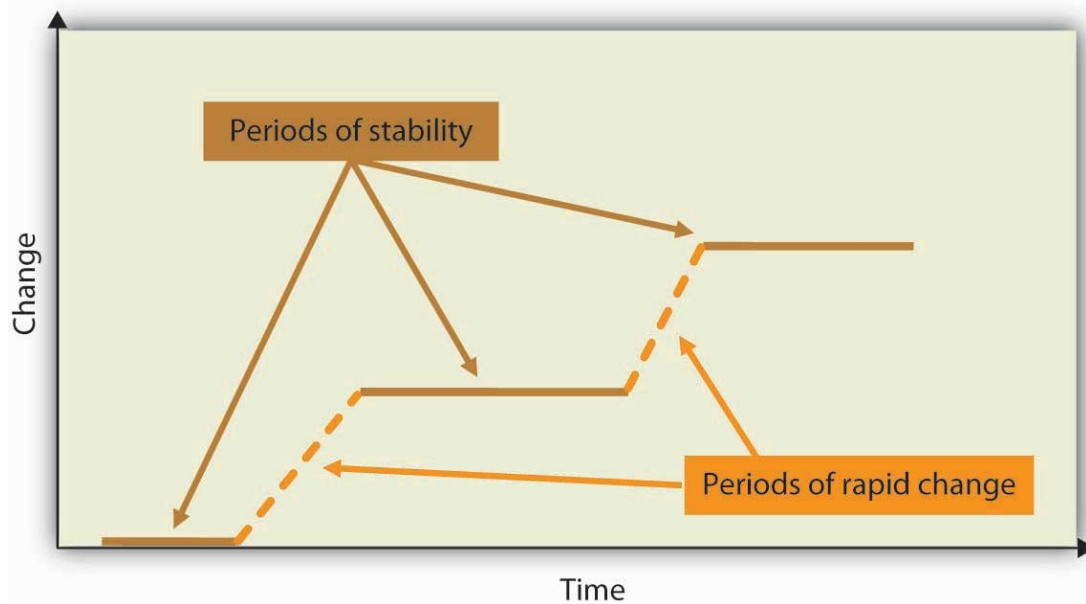 Periods of stability
Change
Periods of rapid change
Time